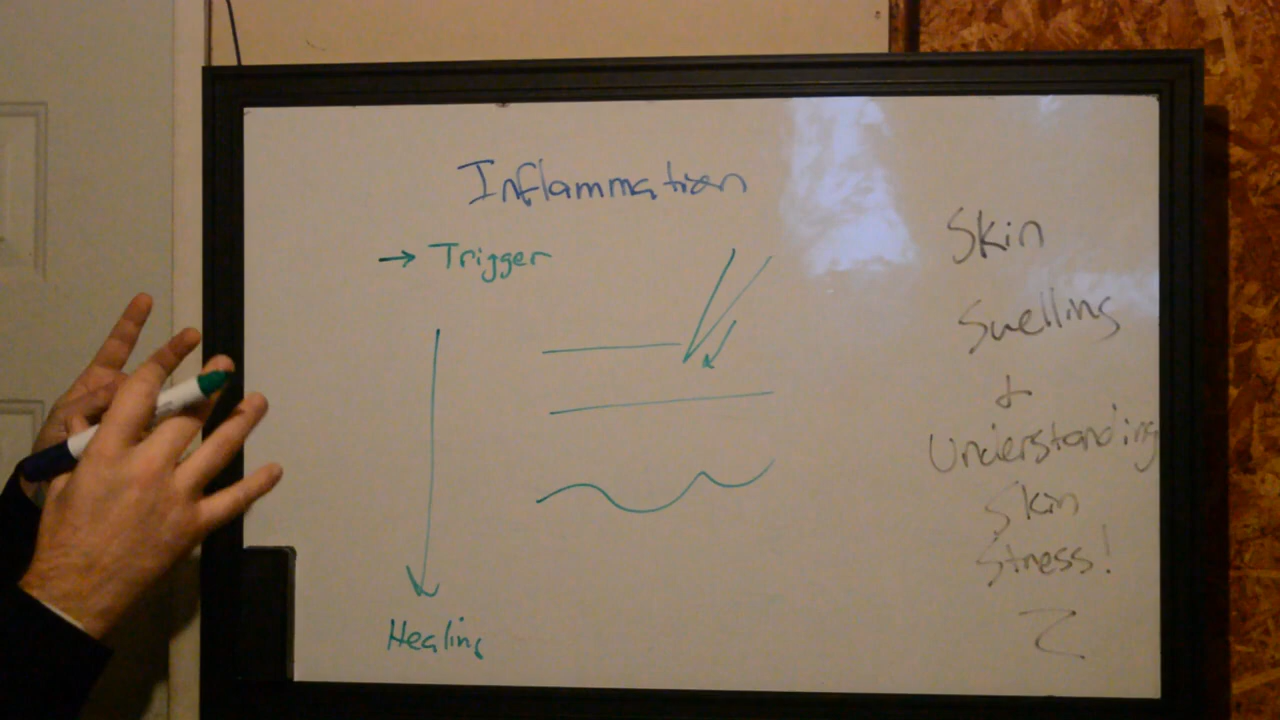 Inflammation
→ Trigger
Healing
Skin
Swelling
&
Understanding
Skin
Stress!